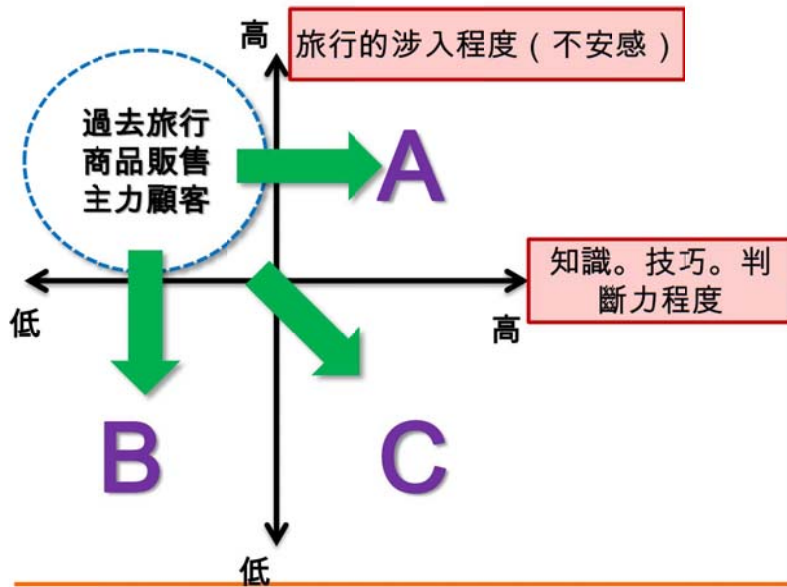 高
旅行的涉入程度（不安感）
過去旅行
商品販售
主力顧客
A
知識。技巧。判
斷力程度
低
高
B
C
低